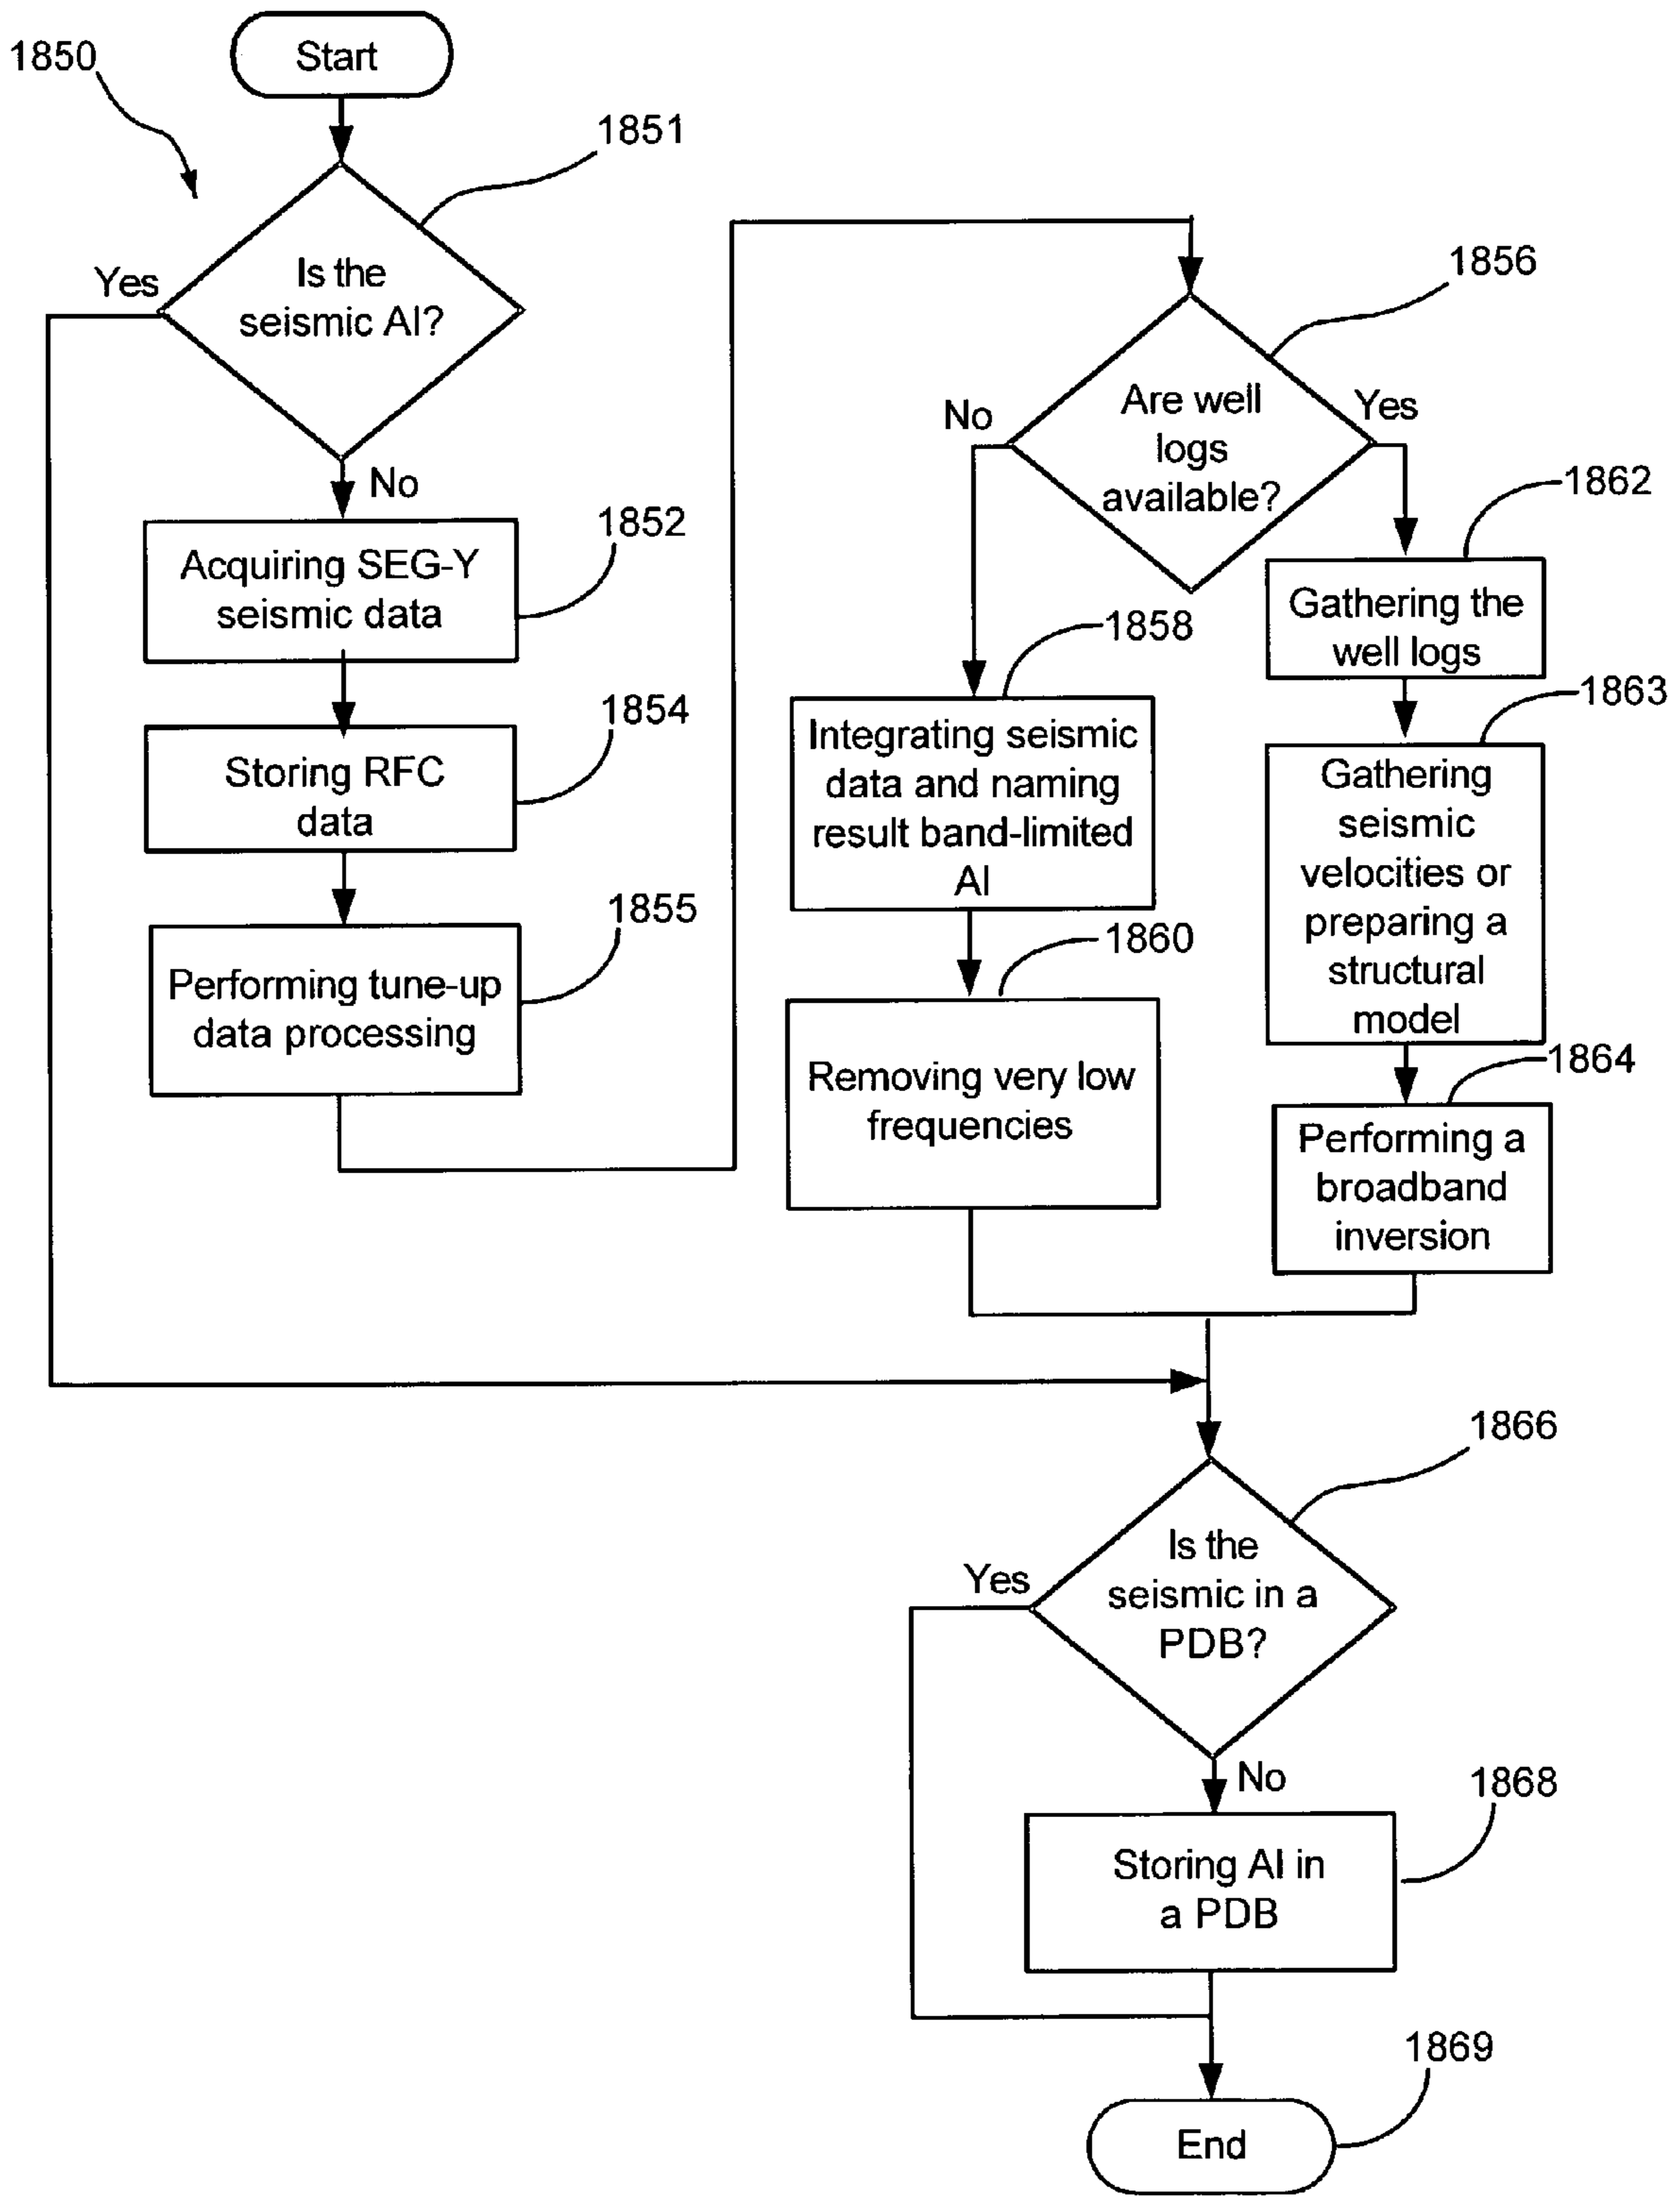 1850
Start
1851
Yes
Is the
seismic AI?
No
1852
Acquiring SEG-Y
seismic data
1854
Storing RFC
data
1855
Performing tune-up
data processing
1856
Are well
logs
available?
No
Yes
1862
Gathering the
well logs
1858
Integrating seismic
data and naming
result band-limited
AI
1863
Gathering
seismic
velocities or
preparing a
structural
model
1860
Removing very low
frequencies
1864
Performing a
broadband
inversion
1866
Is the
seismic in a
PDB?
Yes
No
1868
Storing AI in
a PDB
1869
End